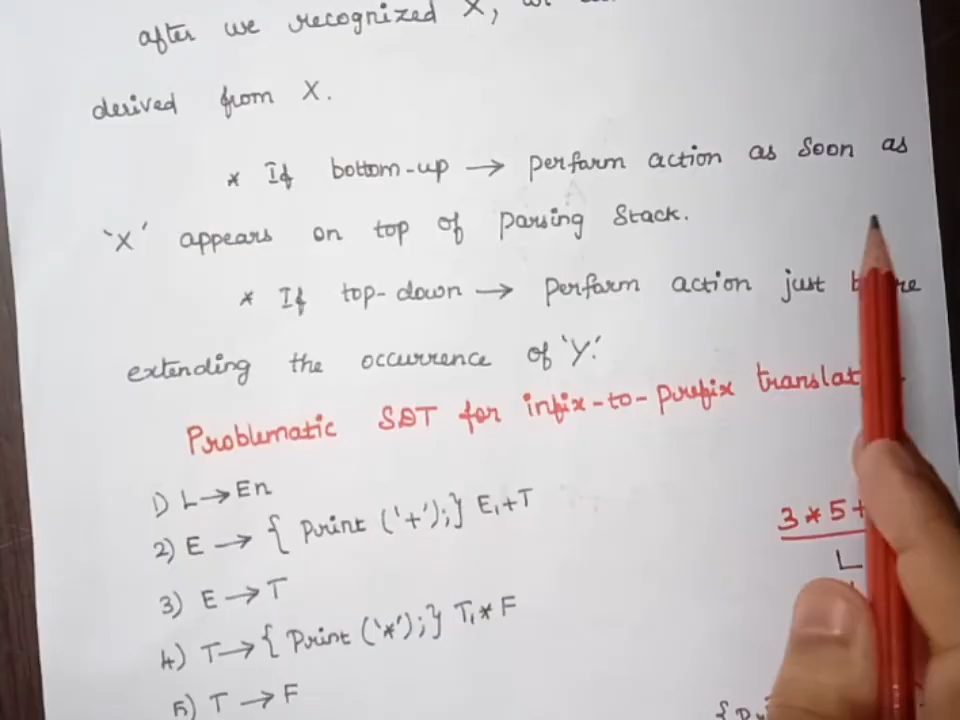 after we recognized X,
derived from X.
* If bottom-up → perform action as soon as
'X' appears on top of parsing stack.
* If top-down → perform action just
extending the occurrence of 'Y'.
Problematic SDT for infix-to-prefix
1) L → En
2) E → { Print ('+');} E₁+T
3) E → T
4) T → { Print ('*');} T₁* F
5) T → F
3 * 5+
L